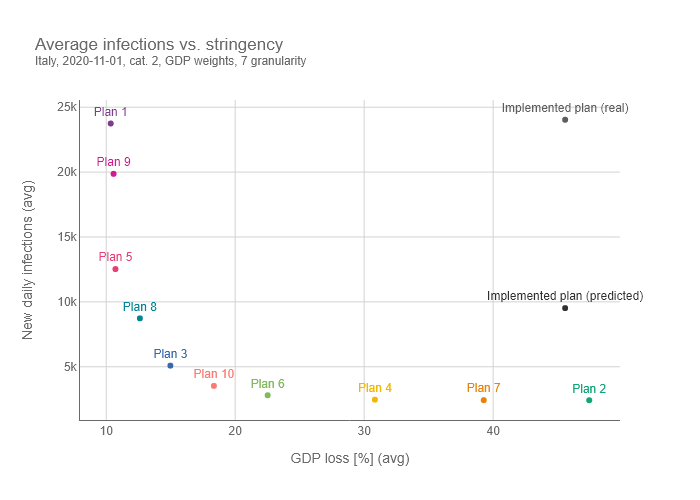 Average infections vs. stringency
Italy, 2020-11-01, cat. 2, GDP weights, 7 granularity
25k
Plan 1
Implemented plan (real)
20k
Plan 9
15k
Plan 5
10k
Plan 8
Implemented plan (predicted)
5k
Plan 3
Plan 10
Plan 6
Plan 4
Plan 7
Plan 2
New daily infections (avg)
10
20
30
40
GDP loss [%] (avg)